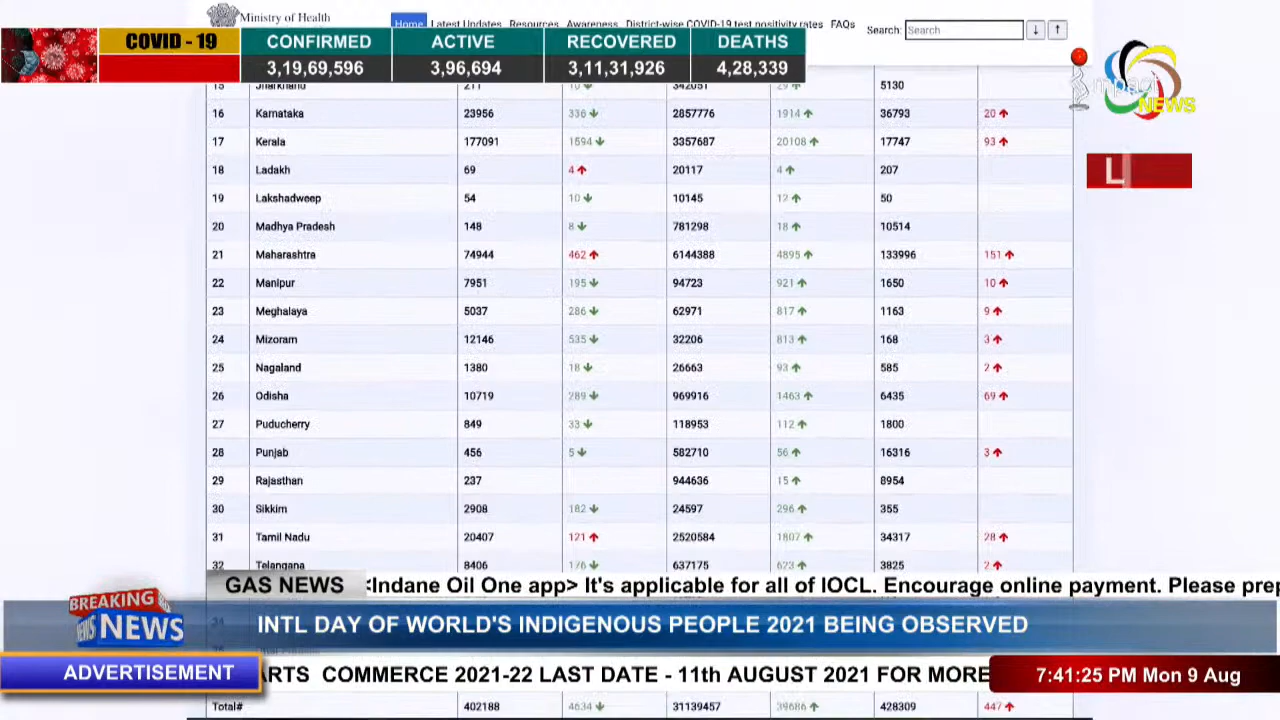 Ministry of Health
Home Latest Updates Resources Awareness District-wise COVID-19 test positivity rates FAQs
Search: Search
COVID - 19
CONFIRMED ACTIVE RECOVERED DEATHS
3,19,69,596 3,96,694 3,11,31,926 4,28,339
mpact NEWS
L
15 Jharkhand 211 10 342051 29 5130
16 Karnataka 23956 336 2857776 1914 36793 20
17 Kerala 177091 1594 3357687 20108 17747 93
18 Ladakh 69 4 20117 4 207
19 Lakshadweep 54 10 10145 12 50
20 Madhya Pradesh 148 8 781298 18 10514
21 Maharashtra 74944 462 6144388 4895 133996 151
22 Manipur 7951 195 94723 921 1650 10
23 Meghalaya 5037 286 62971 817 1163 9
24 Mizoram 12146 535 32206 813 168 3
25 Nagaland 1380 18 26663 93 585 2
26 Odisha 10719 289 969916 1463 6435 69
27 Puducherry 849 33 118953 112 1800
28 Punjab 456 5 582710 56 16316 3
29 Rajasthan 237 944636 15 8954
30 Sikkim 2908 182 24597 296 355
31 Tamil Nadu 20407 121 2520584 1807 34317 28
32 Telangana 8406 176 637175 623 3825 2
GAS NEWS <Indane Oil One app> It's applicable for all of IOCL. Encourage online payment. Please prep
BREAKING NEWS
INTL DAY OF WORLD'S INDIGENOUS PEOPLE 2021 BEING OBSERVED
ADVERTISEMENT ARTS COMMERCE 2021-22 LAST DATE - 11th AUGUST 2021 FOR MORE
7:41:25 PM Mon 9 Aug
Total# 402188 4634 31139457 39686 428309 447